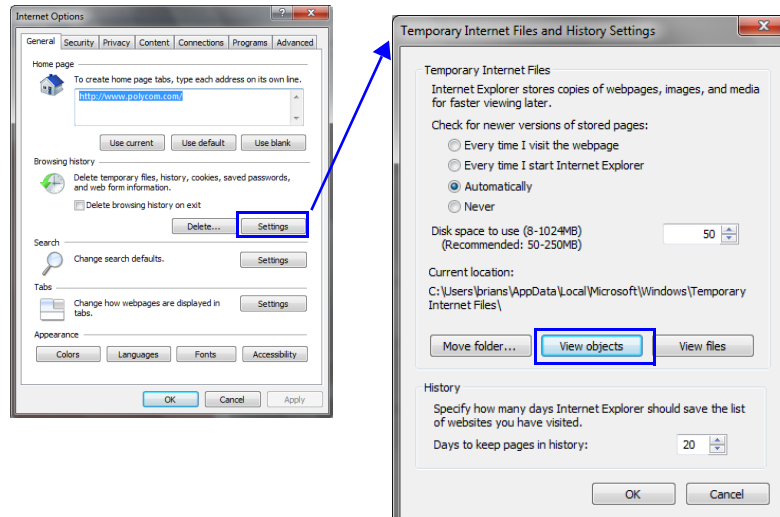 Internet Options
General Security Privacy Content Connections Programs Advanced
Home page
To create home page tabs, type each address on its own line.
http://www.polycom.com/
Use current Use default Use blank
Browsing history
Delete temporary files, history, cookies, saved passwords,
and web form information.
Delete browsing history on exit
Delete... Settings
Search
Change search defaults. Settings
Tabs
Change how webpages are displayed in
tabs.
Settings
Appearance
Colors Languages Fonts Accessibility
OK Cancel Apply
Temporary Internet Files and History Settings
Temporary Internet Files
Internet Explorer stores copies of webpages, images, and media
for faster viewing later.
Check for newer versions of stored pages:
Every time I visit the webpage
Every time I start Internet Explorer
Automatically
Never
Disk space to use (8-1024MB) 50
(Recommended: 50-250MB)
Current location:
C:\Users\brians\AppData\Local\Microsoft\Windows\Temporary
Internet Files\
Move folder... View objects View files
History
Specify how many days Internet Explorer should save the list
of websites you have visited.
Days to keep pages in history: 20
OK Cancel